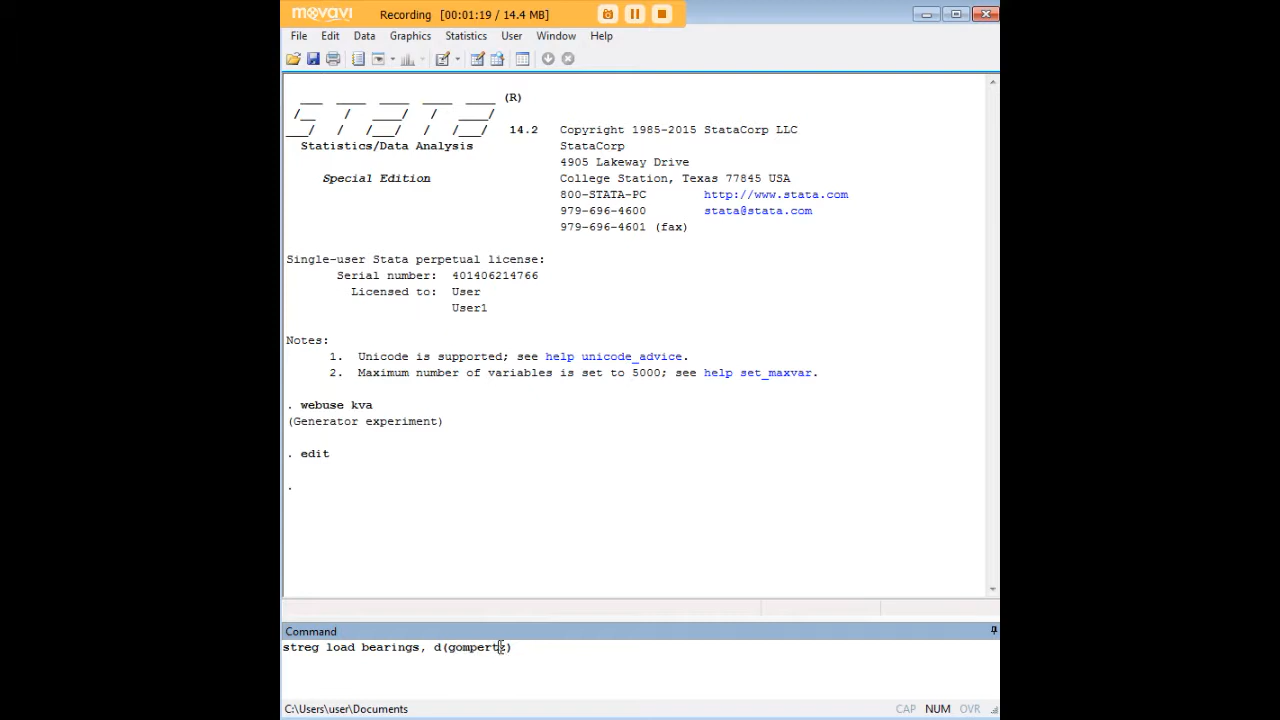 movavi Recording [00:01:19 / 14.4 MB]
File Edit Data Graphics Statistics User Window Help
(R)
14.2 Copyright 1985-2015 StataCorp LLC
Statistics/Data Analysis StataCorp
4905 Lakeway Drive
Special Edition College Station, Texas 77845 USA
800-STATA-PC http://www.stata.com
979-696-4600 stata@stata.com
979-696-4601 (fax)
Single-user Stata perpetual license:
Serial number: 401406214766
Licensed to: User
User1
Notes:
1. Unicode is supported; see help unicode_advice.
2. Maximum number of variables is set to 5000; see help set_maxvar.
. webuse kva
(Generator experiment)
. edit
.
Command
streg load bearings, d(gompertz)
C:\Users\user\Documents CAP NUM OVR